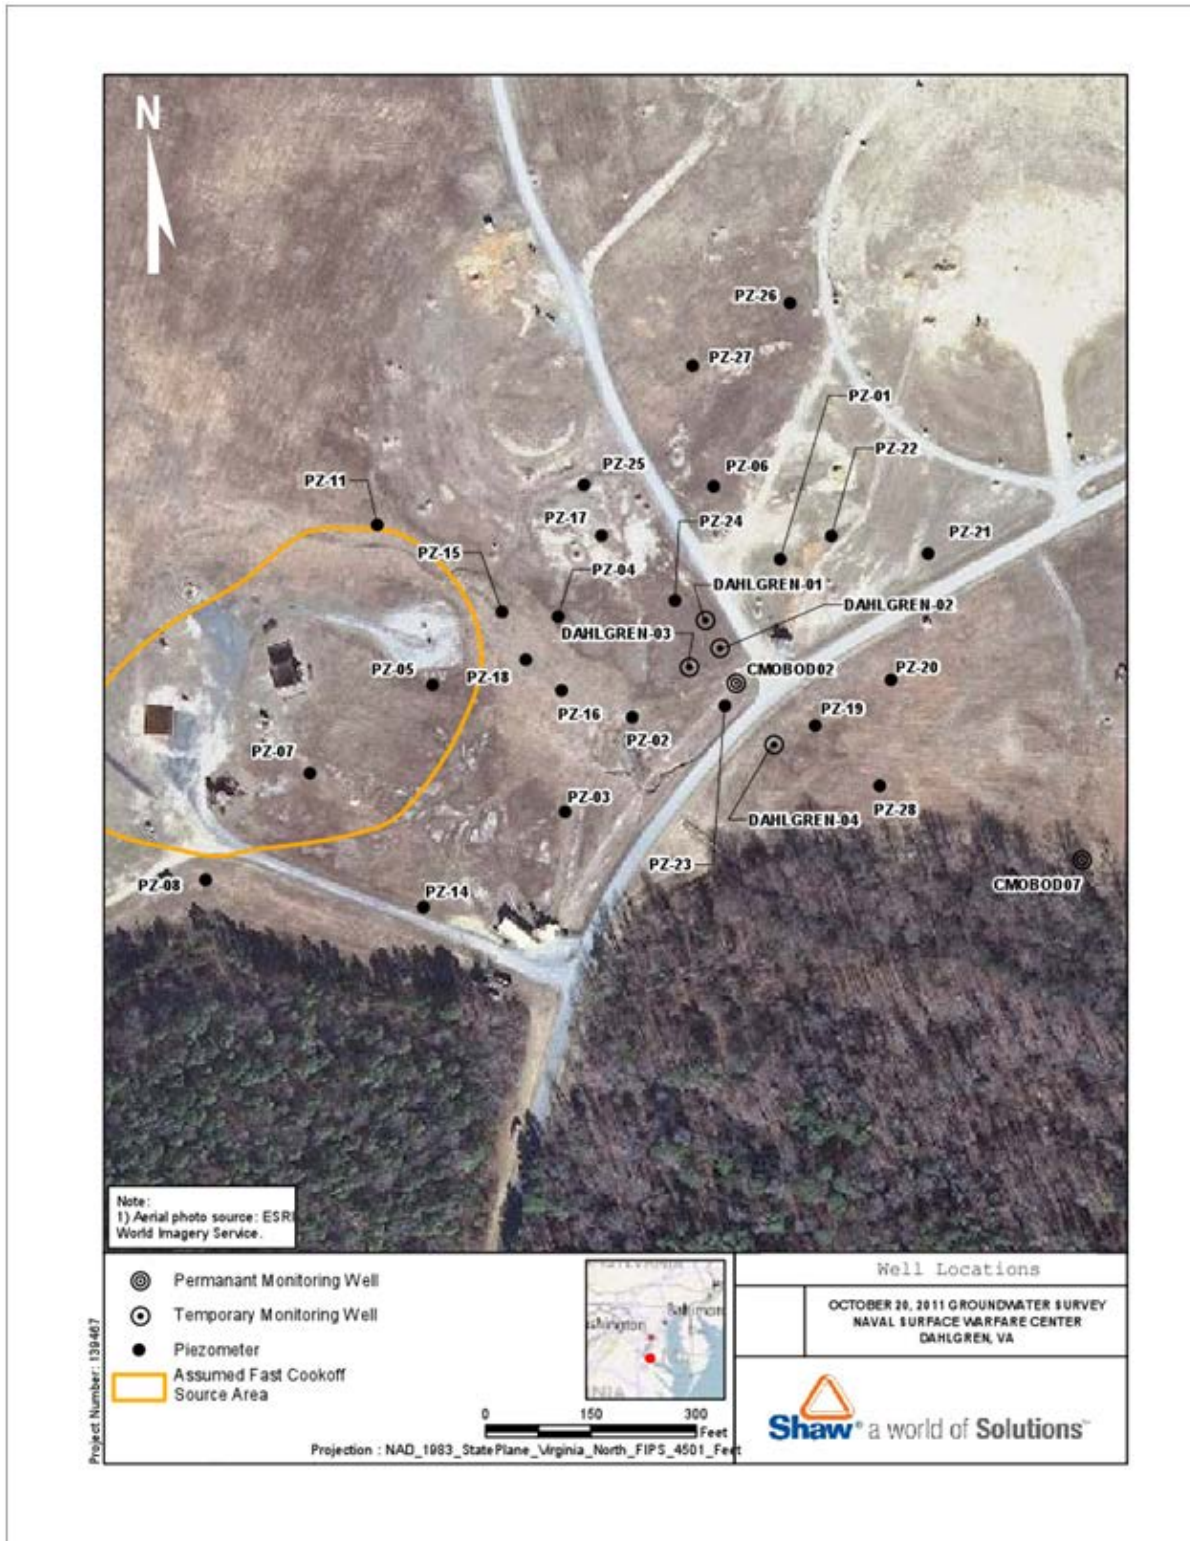 N
PZ-26
PZ-27
PZ-01
PZ-22
PZ-25
PZ-06
PZ-11
PZ-17
PZ-24
PZ-21
PZ-15
PZ-04
DAHLGREN-01
DAHLGREN-02
DAHLGREN-03
PZ-05
PZ-18
CMOBOD02
PZ-20
PZ-16
PZ-19
PZ-02
PZ-07
PZ-03
PZ-28
DAHLGREN-04
PZ-23
CMOBOD07
PZ-08
PZ-14
Note:
1) Aerial photo source: ESRI
World Imagery Service.
Project Number: 139467
Permanant Monitoring Well
Temporary Monitoring Well
Piezometer
Assumed Fast Cookoff
Source Area
Baltimor
ashington
INIA
0 150 300
Feet
Projection : NAD_1983_StatePlane_Virginia_North_FIPS_4501_Feet
Well Locations
OCTOBER 20, 2011 GROUNDWATER SURVEY
NAVAL SURFACE WARFARE CENTER
DAHLGREN, VA
Shaw® a world of Solutions™